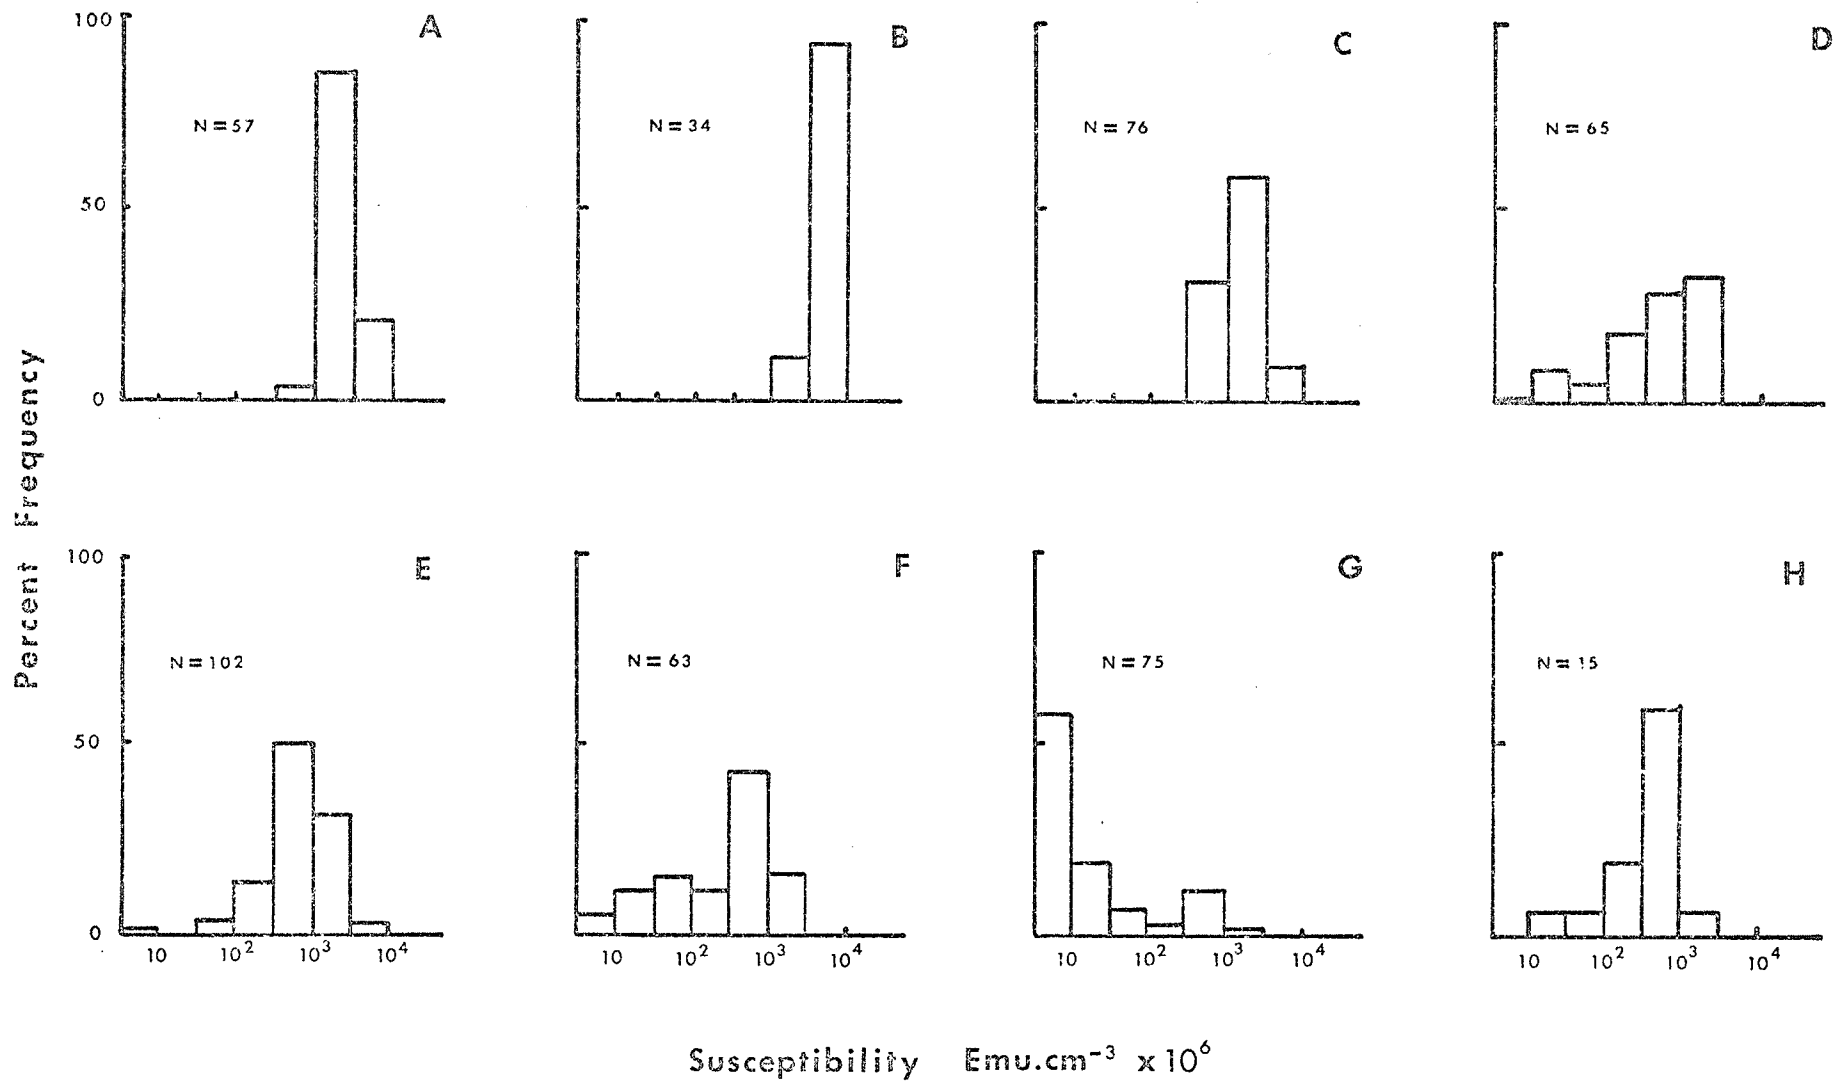 100 A B C D
N=57 N=34 N=76 N=65
50
0
Percent Frequency
100 E F G H
N=102 N=63 N=75 N=15
50
0
10 10² 10³ 10⁴ 10 10² 10³ 10⁴ 10 10² 10³ 10⁴ 10 10² 10³ 10⁴
Susceptibility Emu.cm⁻³ x 10⁶